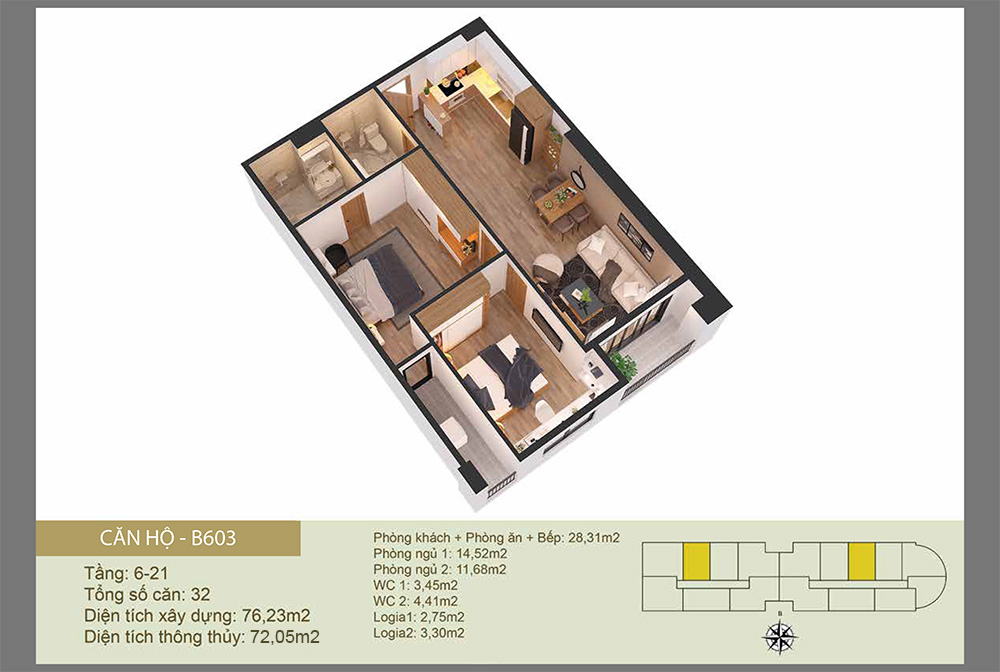 CĂN HỘ - B603
Tầng: 6-21
Tổng số căn: 32
Diện tích xây dựng: 76,23m2
Diện tích thông thủy: 72,05m2
Phòng khách + Phòng ăn + Bếp: 28,31m2
Phòng ngủ 1: 14,52m2
Phòng ngủ 2: 11,68m2
WC 1: 3,45m2
WC 2: 4,41m2
Logia1: 2,75m2
Logia2: 3,30m2
B